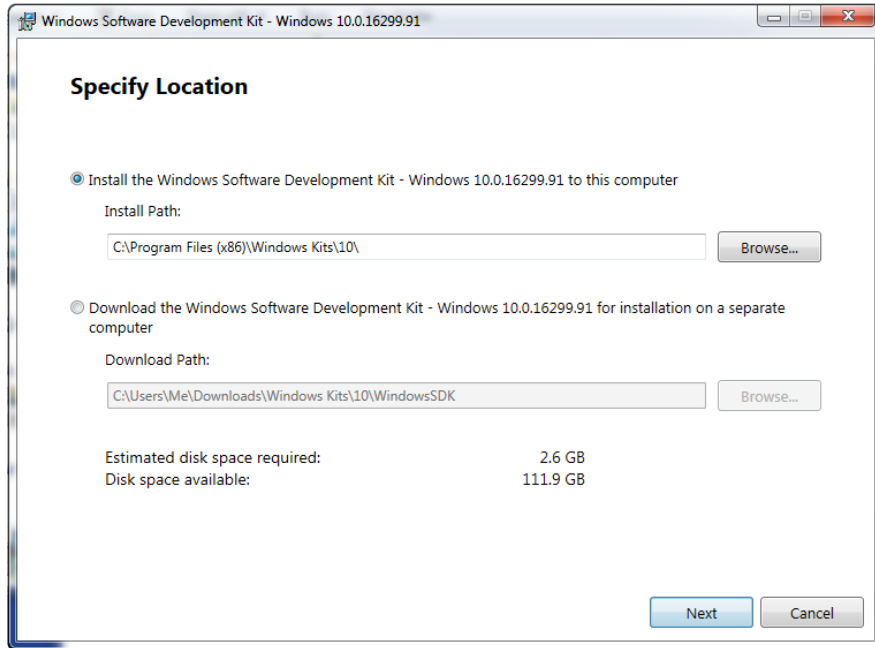 Windows Software Development Kit - Windows 10.0.16299.91
Specify Location
Install the Windows Software Development Kit - Windows 10.0.16299.91 to this computer
Install Path:
C:\Program Files (x86)\Windows Kits\10\
Browse...
Download the Windows Software Development Kit - Windows 10.0.16299.91 for installation on a separate
computer
Download Path:
C:\Users\Me\Downloads\Windows Kits\10\WindowsSDK
Browse...
Estimated disk space required: 2.6 GB
Disk space available: 111.9 GB
Next Cancel